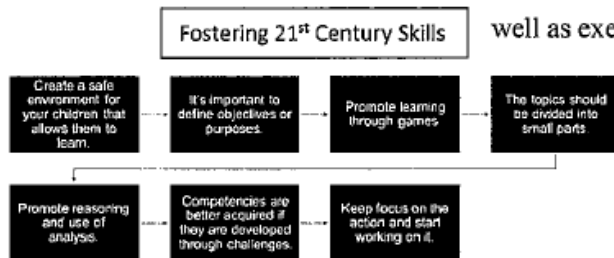 Fostering 21st Century Skills
well as exe
Create a safe
environment for
your children that
allows them to
learn.
It's important to
define objectives or
purposes.
Promote learning
through games
The topics should
be divided into
small parts.
Promote reasoning
and use of
analysis.
Competencies are
better acquired if
they are developed
through challenges.
Keep focus on the
action and start
working on it.